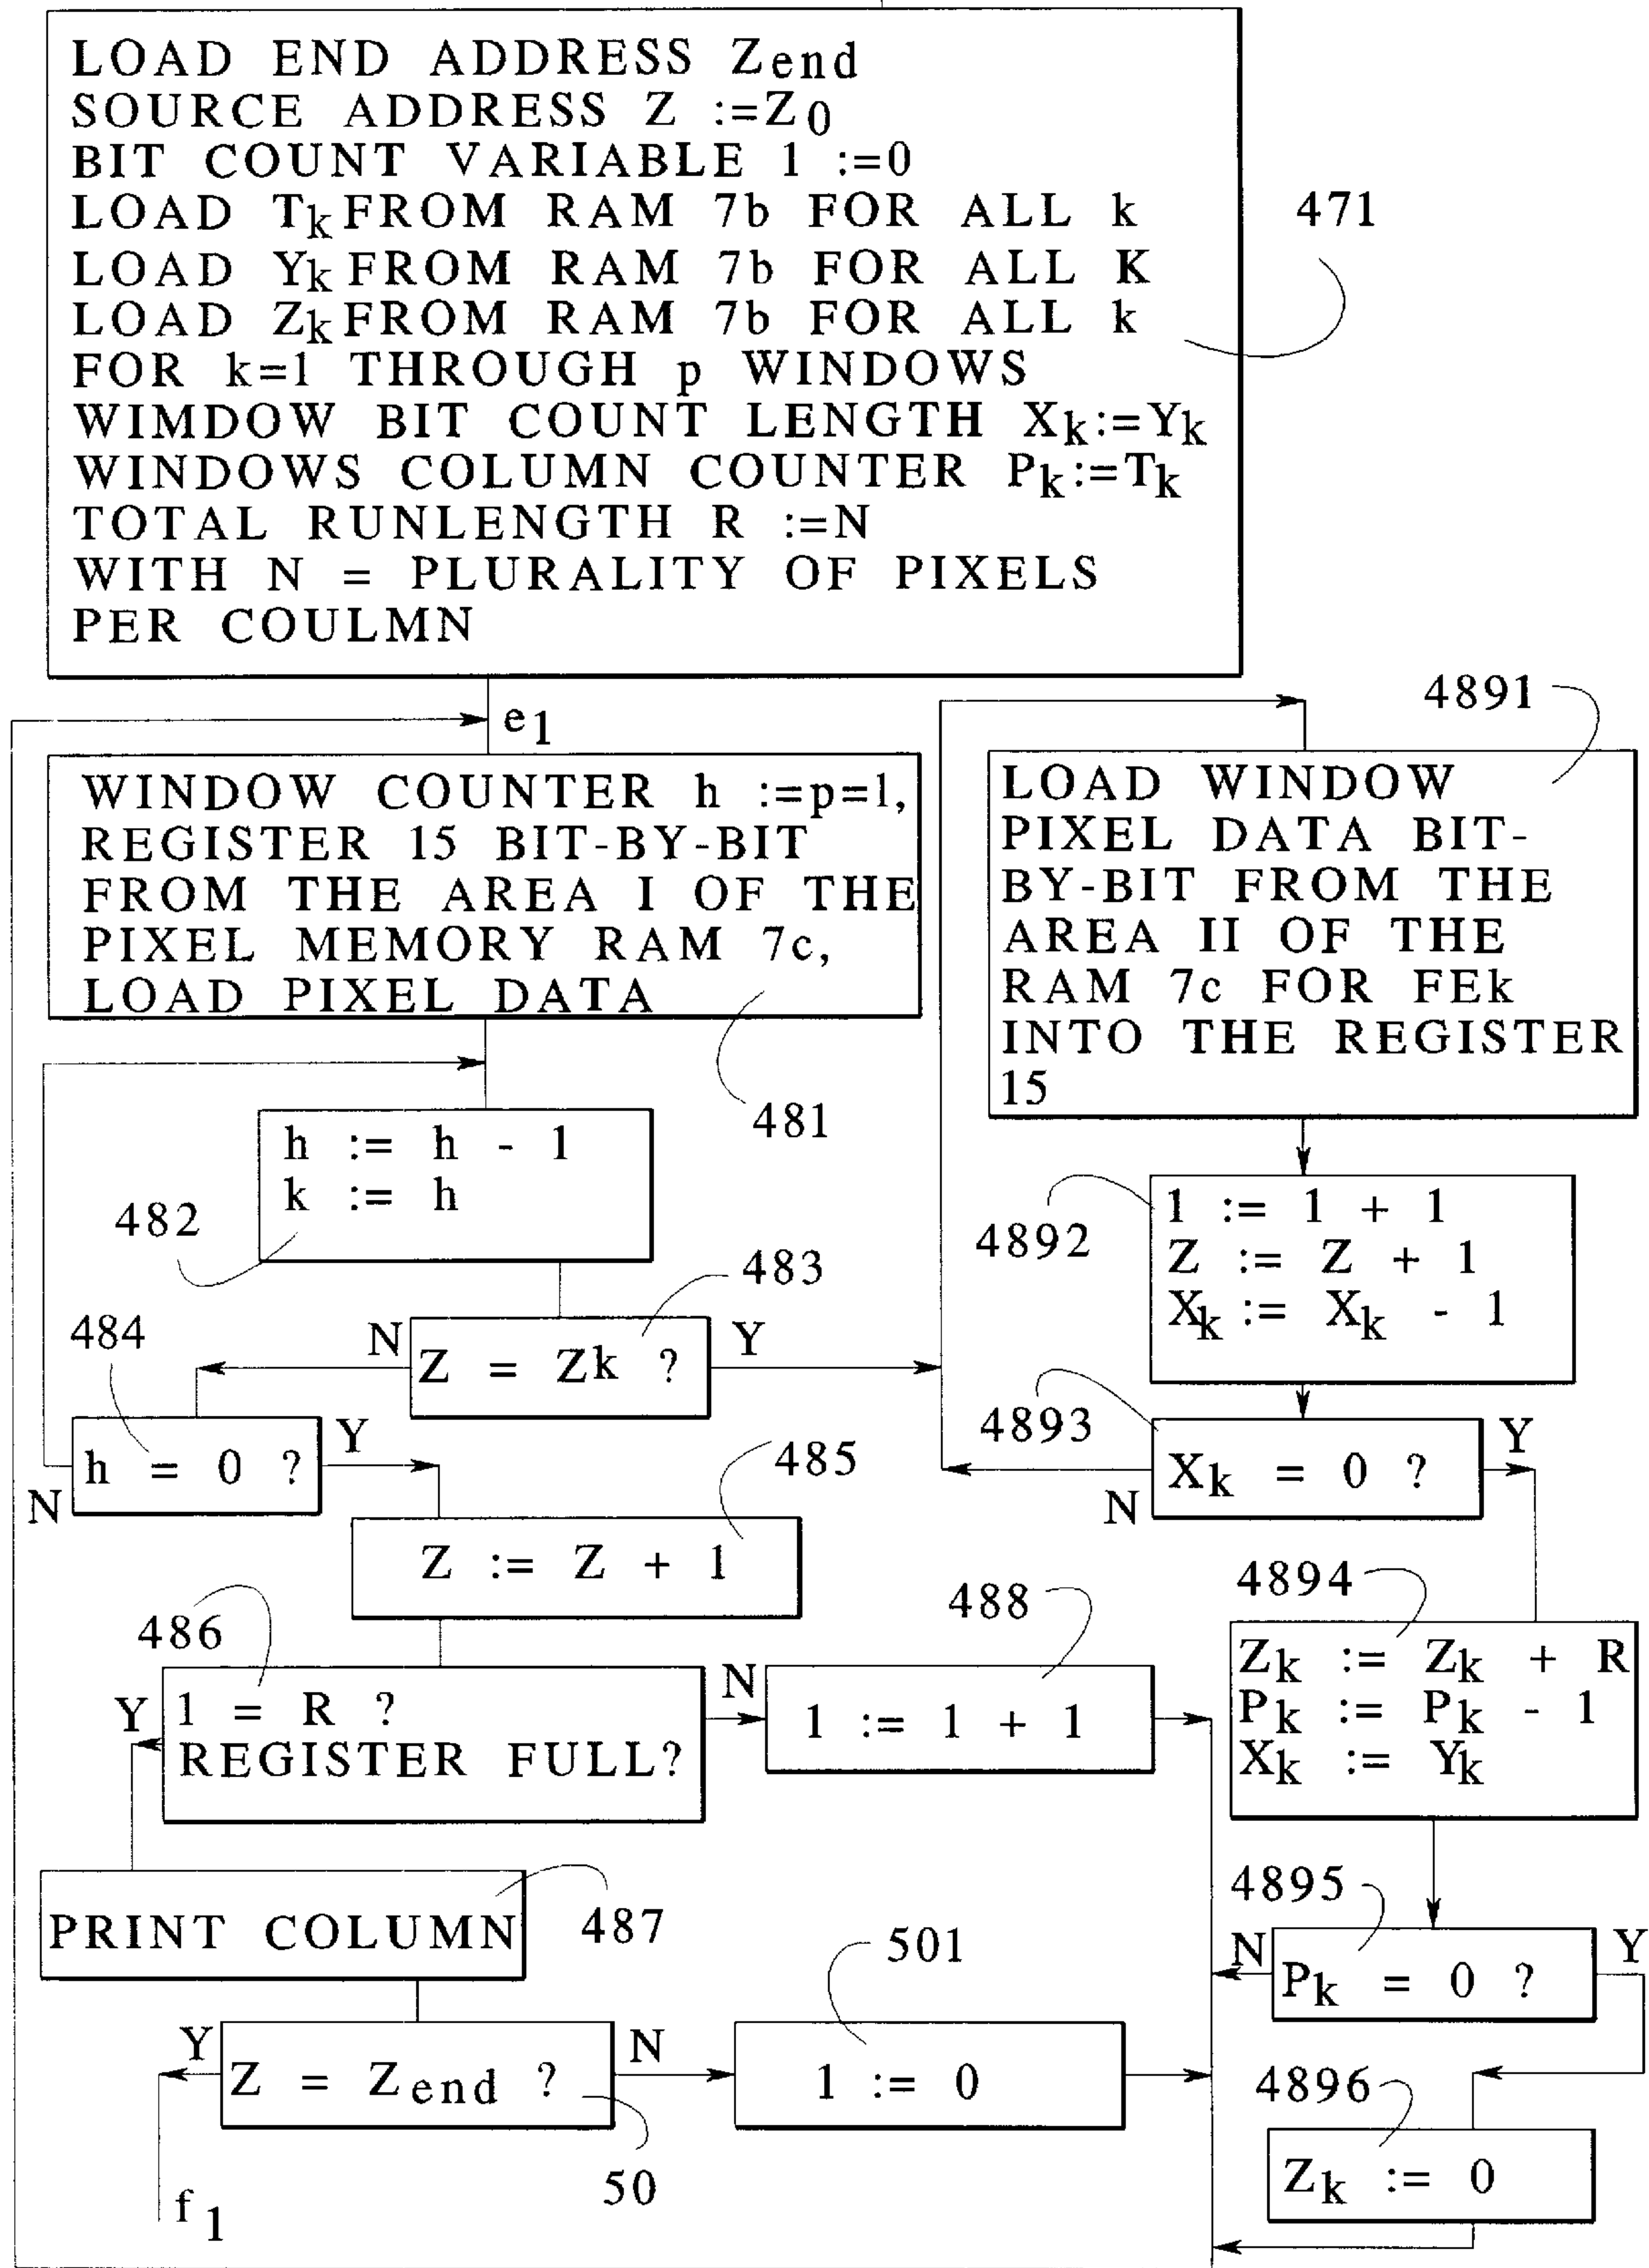 LOAD END ADDRESS Zend
SOURCE ADDRESS Z :=Z0
BIT COUNT VARIABLE 1 :=0
LOAD Tk FROM RAM 7b FOR ALL k
LOAD Yk FROM RAM 7b FOR ALL K
LOAD Zk FROM RAM 7b FOR ALL k
FOR k=1 THROUGH p WINDOWS
WIMDOW BIT COUNT LENGTH Xk:=Yk
WINDOWS COLUMN COUNTER Pk:=Tk
TOTAL RUNLENGTH R :=N
WITH N = PLURALITY OF PIXELS
PER COULMN
471
e1
WINDOW COUNTER h :=p=1,
REGISTER 15 BIT-BY-BIT
FROM THE AREA I OF THE
PIXEL MEMORY RAM 7c,
LOAD PIXEL DATA
481
h := h - 1
k := h
482
483
N
Z = Zk ?
Y
484
h = 0 ?
Y
N
485
Z := Z + 1
486
1 = R ?
REGISTER FULL?
Y
N
488
1 := 1 + 1
PRINT COLUMN
487
Y
Z = Zend ?
N
50
f1
501
1 := 0
4891
LOAD WINDOW
PIXEL DATA BIT-
BY-BIT FROM THE
AREA II OF THE
RAM 7c FOR FEk
INTO THE REGISTER
15
4892
1 := 1 + 1
Z := Z + 1
Xk := Xk - 1
4893
Xk = 0 ?
Y
N
4894
Zk := Zk + R
Pk := Pk - 1
Xk := Yk
4895
N
Pk = 0 ?
Y
4896
Zk := 0